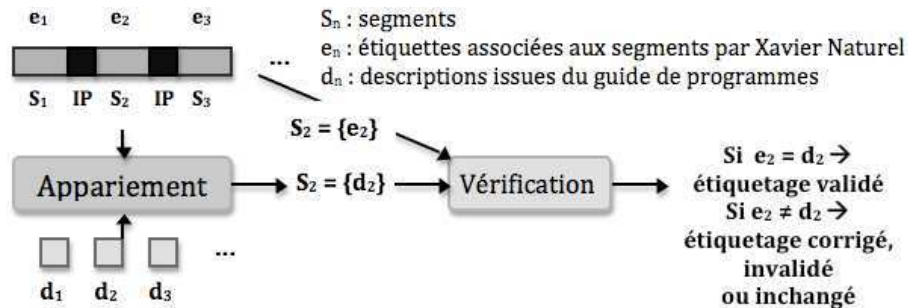 e1 e2 e3
Sn : segments
en : étiquettes associées aux segments par Xavier Naturel
dn : descriptions issues du guide de programmes
...
S1 IP S2 IP S3
S2 = {e2}
Appariement
S2 = {d2}
Vérification
Si e2 = d2 →
étiquetage validé
Si e2 ≠ d2 →
étiquetage corrigé,
invalidé
ou inchangé
...
d1 d2 d3